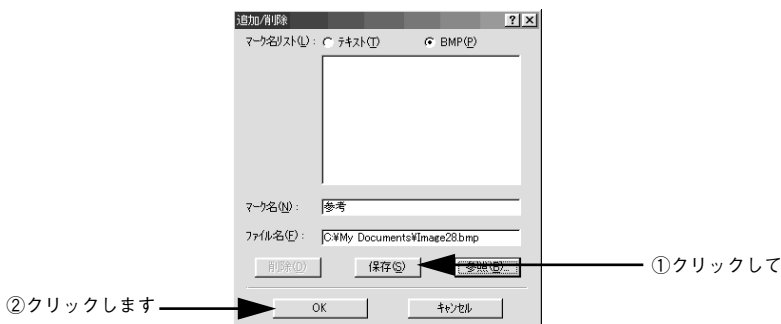 追加/削除
マーク名リスト(L): テキスト(T) BMP(P)
マーク名(N): 参考
ファイル名(F): C:¥My Documents¥Image28.bmp
削除(D) 保存(S) 参照(B)... ①クリックして
②クリックします OK キャンセル